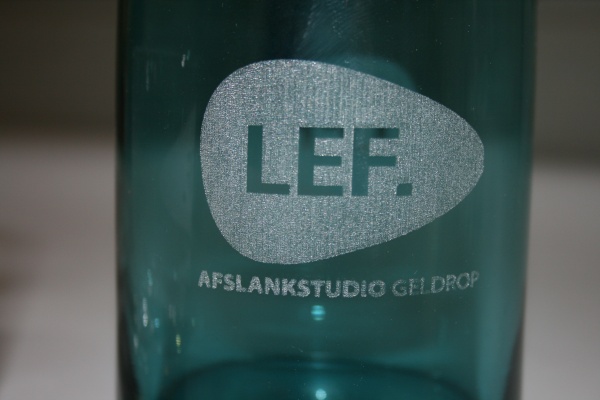 LEF.
AFSLANKSTUDIO GELDROP